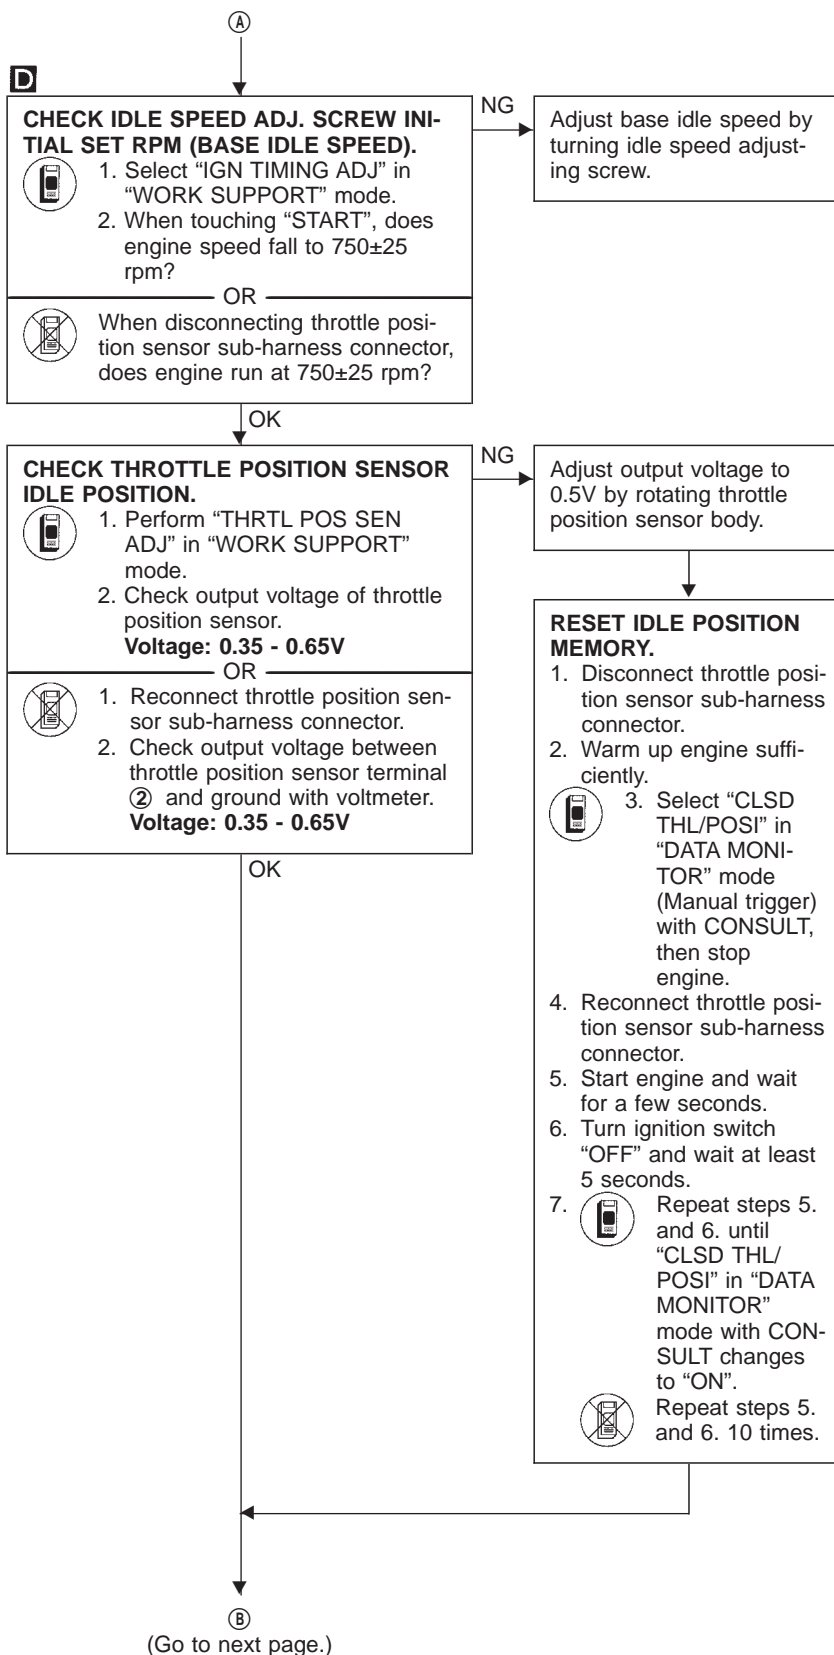 Ⓐ
D
CHECK IDLE SPEED ADJ. SCREW INI-
TIAL SET RPM (BASE IDLE SPEED).
1. Select “IGN TIMING ADJ” in
“WORK SUPPORT” mode.
2. When touching “START”, does
engine speed fall to 750±25
rpm?
OR
When disconnecting throttle posi-
tion sensor sub-harness connector,
does engine run at 750±25 rpm?
NG
Adjust base idle speed by
turning idle speed adjust-
ing screw.
OK
CHECK THROTTLE POSITION SENSOR
IDLE POSITION.
1. Perform “THRTL POS SEN
ADJ” in “WORK SUPPORT”
mode.
2. Check output voltage of throttle
position sensor.
Voltage: 0.35 - 0.65V
OR
1. Reconnect throttle position sen-
sor sub-harness connector.
2. Check output voltage between
throttle position sensor terminal
② and ground with voltmeter.
Voltage: 0.35 - 0.65V
NG
Adjust output voltage to
0.5V by rotating throttle
position sensor body.
RESET IDLE POSITION
MEMORY.
1. Disconnect throttle posi-
tion sensor sub-harness
connector.
2. Warm up engine suffi-
ciently.
3. Select “CLSD
THL/POSI” in
“DATA MONI-
TOR” mode
(Manual trigger)
with CONSULT,
then stop
engine.
4. Reconnect throttle posi-
tion sensor sub-harness
connector.
5. Start engine and wait
for a few seconds.
6. Turn ignition switch
“OFF” and wait at least
5 seconds.
7. Repeat steps 5.
and 6. until
“CLSD THL/
POSI” in “DATA
MONITOR”
mode with CON-
SULT changes
to “ON”.
Repeat steps 5.
and 6. 10 times.
OK
Ⓑ
(Go to next page.)